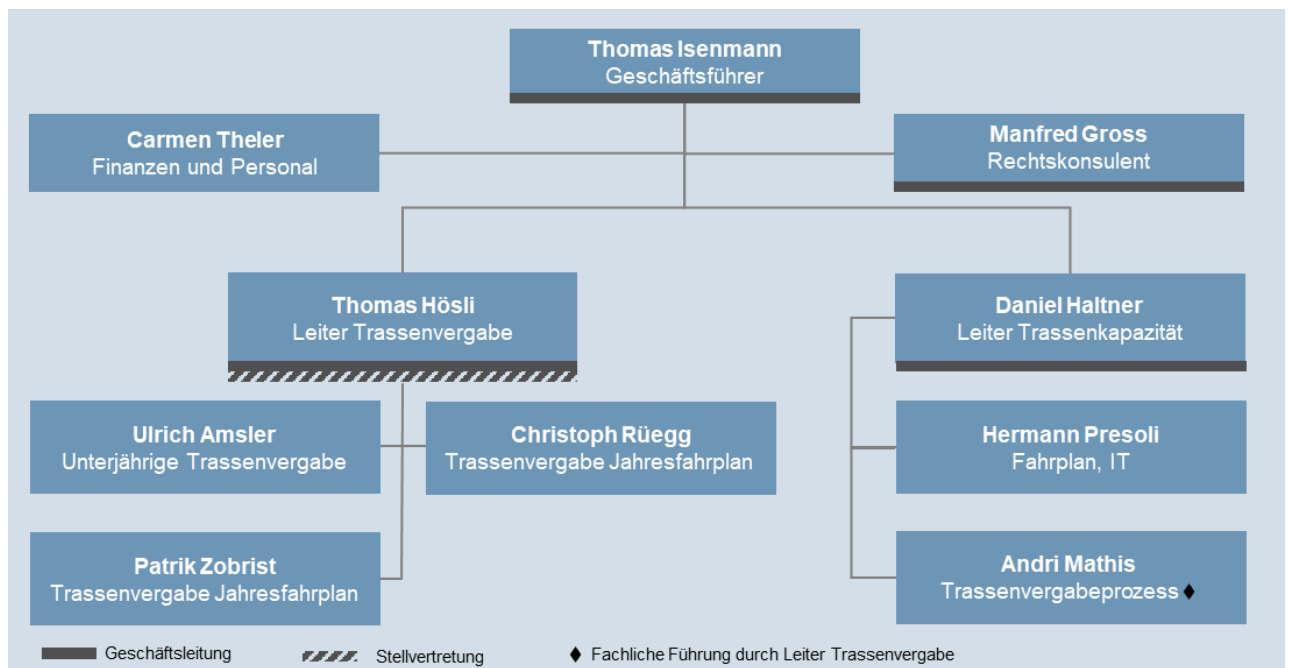 Thomas Isenmann
Geschäftsführer
Carmen Theler
Finanzen und Personal
Manfred Gross
Rechtskonsulent
Thomas Hösli
Leiter Trassenvergabe
Daniel Haltner
Leiter Trassenkapazität
Ulrich Amsler
Unterjährige Trassenvergabe
Christoph Rüegg
Trassenvergabe Jahresfahrplan
Hermann Presoli
Fahrplan, IT
Patrik Zobrist
Trassenvergabe Jahresfahrplan
Andri Mathis
Trassenvergabeprozess ♦
Geschäftsleitung
Stellvertretung
♦ Fachliche Führung durch Leiter Trassenvergabe